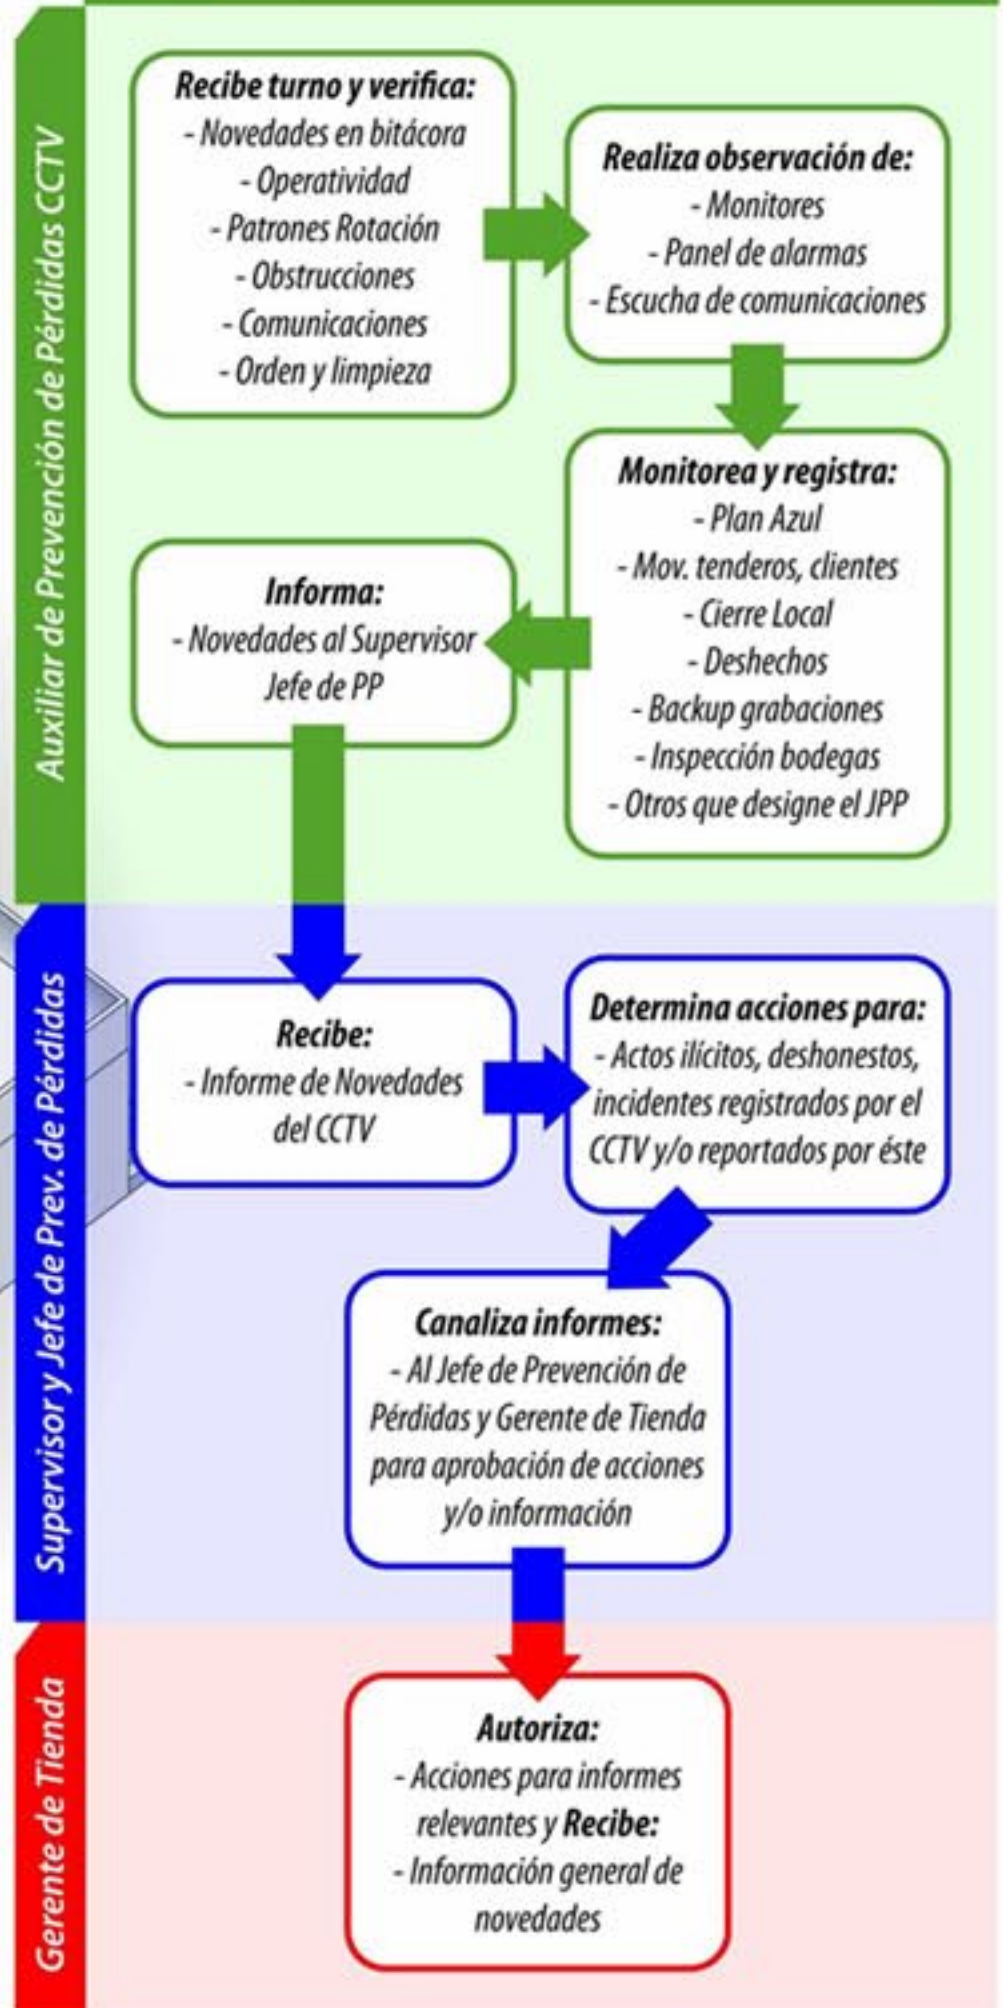 Auxiliar de Prevención de Pérdidas CCTV
Recibe turno y verifica:
- Novedades en bitácora
- Operatividad
- Patrones Rotación
- Obstrucciones
- Comunicaciones
- Orden y limpieza
Realiza observación de:
- Monitores
- Panel de alarmas
- Escucha de comunicaciones
Monitorea y registra:
- Plan Azul
- Mov. tenderos, clientes
- Cierre Local
- Deshechos
- Backup grabaciones
- Inspección bodegas
- Otros que designe el JPP
Informa:
- Novedades al Supervisor
Jefe de PP
Supervisor y Jefe de Prev. de Pérdidas
Recibe:
- Informe de Novedades
del CCTV
Determina acciones para:
- Actos ilícitos, deshonestos,
incidentes registrados por el
CCTV y/o reportados por éste
Canaliza informes:
- Al Jefe de Prevención de
Pérdidas y Gerente de Tienda
para aprobación de acciones
y/o información
Gerente de Tienda
Autoriza:
- Acciones para informes
relevantes y Recibe:
- Información general de
novedades